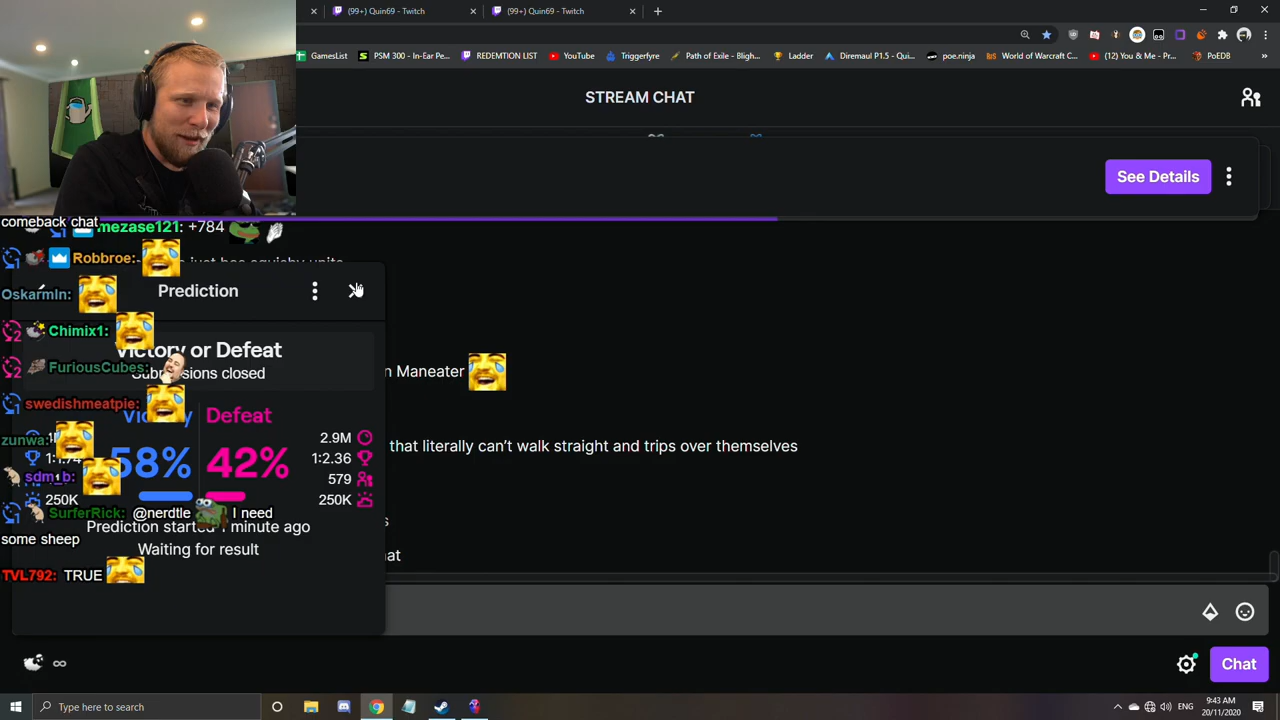 (99+) Quin69 - Twitch
(99+) Quin69 - Twitch
GamesList
PSM 300 - In-Ear Pe...
REDEMTION LIST
YouTube
Triggerfyre
Path of Exile - Bligh...
Ladder
Diremaul P1.5 - Qui...
poe.ninja
World of Warcraft C...
(12) You & Me - Pr...
PoEDB
STREAM CHAT
See Details
comeback chat
mezase121: +784
Robbroe:
OskarmIn:
Prediction
Chimix1:
Victory or Defeat
FuriousCubes:
Submissions closed
n Maneater
swedishmeatpie:
Victory
Defeat
zunwa:
2.9M
that literally can't walk straight and trips over themselves
58%
42%
1:2.36
sdm_b:
579
250K
250K
SurferRick: @nerdtle I need
some sheep
Prediction started 1 minute ago
Waiting for result
TVL792: TRUE
Chat
Type here to search
ENG
9:43 AM
20/11/2020